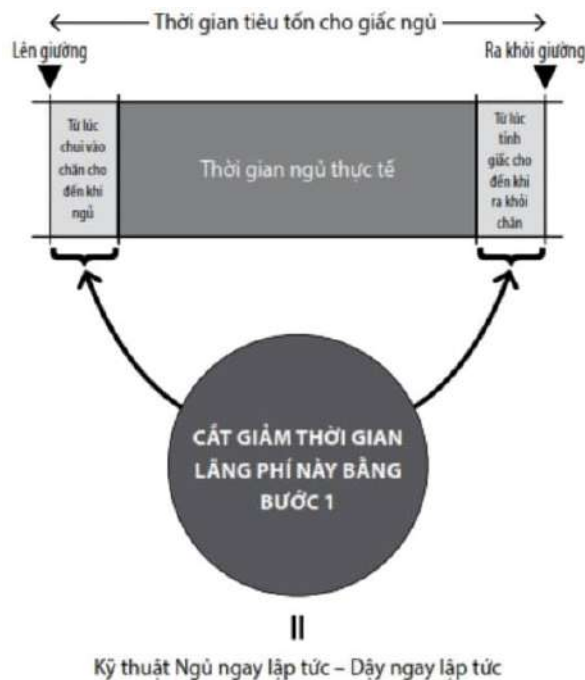 Thời gian tiêu tốn cho giấc ngủ
Lên giường
Ra khỏi giường
Từ lúc
chui vào
chăn cho
đến khi
ngủ
Thời gian ngủ thực tế
Từ lúc
tỉnh
giấc cho
đến khi
ra khỏi
chăn
CẮT GIẢM THỜI GIAN
LÃNG PHÍ NÀY BẰNG
BƯỚC 1
Kỹ thuật Ngủ ngay lập tức – Dậy ngay lập tức